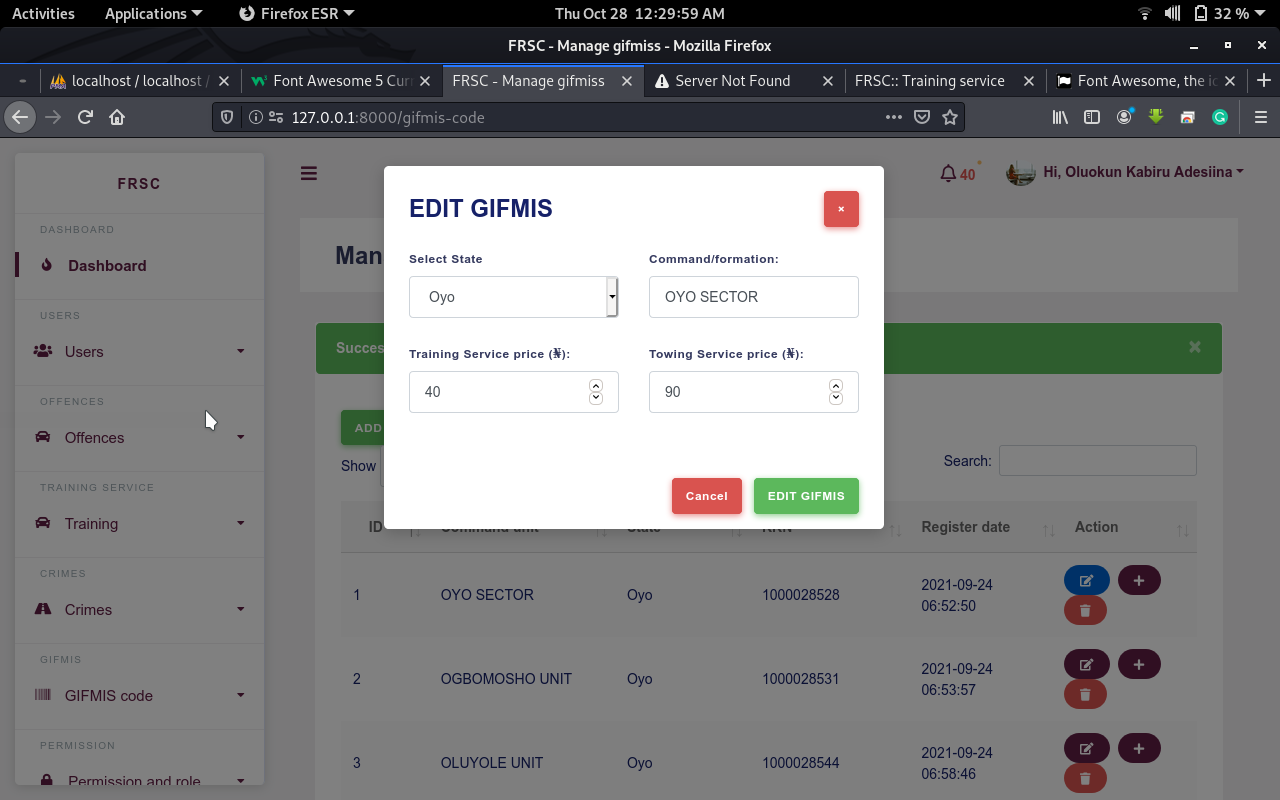 Activities Applications Firefox ESR Thu Oct 28 12:29:59 AM 32 %
FRSC - Manage gifmiss - Mozilla Firefox
localhost / localhost / Font Awesome 5 Cur FRSC - Manage gifmiss Server Not Found FRSC:: Training service Font Awesome, the ic
127.0.0.1:8000/gifmis-code
FRSC
40 Hi, Oluokun Kabiru Adesiina
DASHBOARD
Dashboard
USERS
Users
OFFENCES
Offences
TRAINING SERVICE
Training
CRIMES
Crimes
GIFMIS
GIFMIS code
PERMISSION
Permission and role
Man
Succes
ADD
Show
Search:
EDIT GIFMIS
×
Select State Command/formation:
Oyo OYO SECTOR
Training Service price (₦): Towing Service price (₦):
40 90
Cancel EDIT GIFMIS
ID Command unit State RRN Register date Action
1 OYO SECTOR Oyo 1000028528 2021-09-24 06:52:50
2 OGBOMOSHO UNIT Oyo 1000028531 2021-09-24 06:53:57
3 OLUYOLE UNIT Oyo 1000028544 2021-09-24 06:58:46